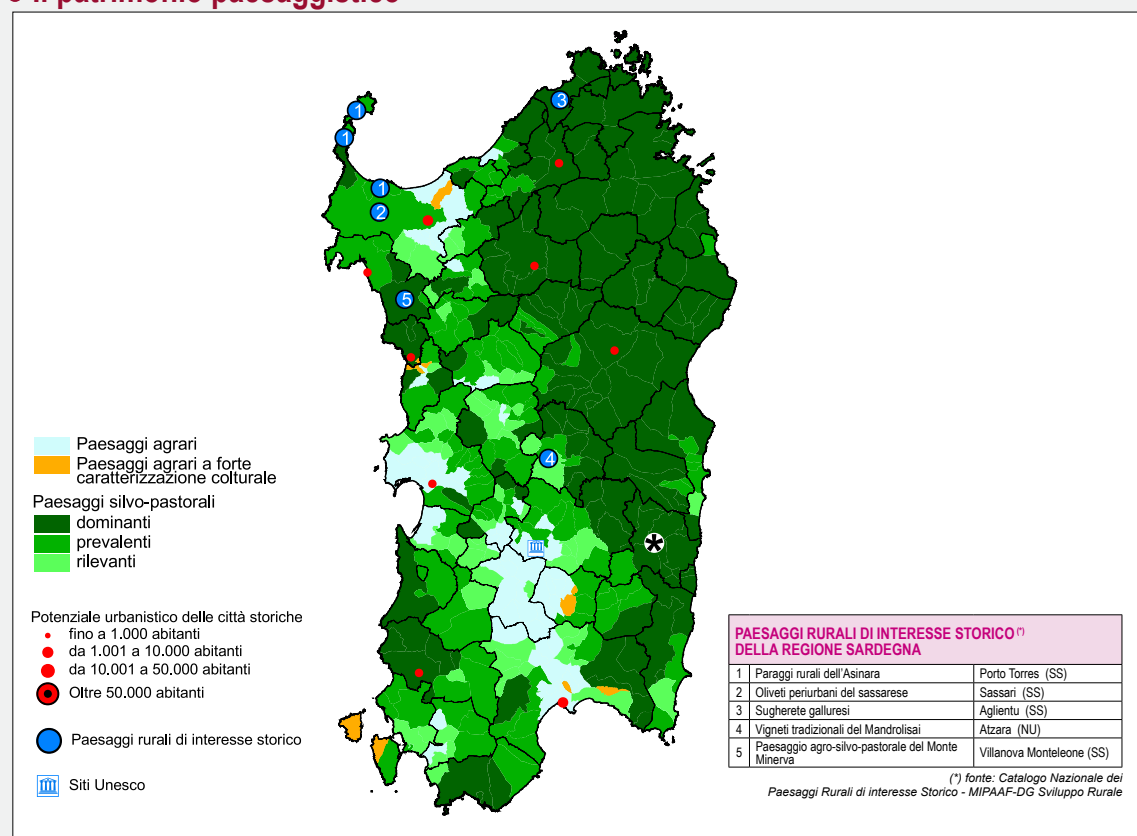 e il patrimonio paesaggistico
3
1
1
1
2
5
4
*
Paesaggi agrari
Paesaggi agrari a forte
caratterizzazione colturale
Paesaggi silvo-pastorali
dominanti
prevalenti
rilevanti
Potenziale urbanistico delle città storiche
fino a 1.000 abitanti
da 1.001 a 10.000 abitanti
da 10.001 a 50.000 abitanti
Oltre 50.000 abitanti
Paesaggi rurali di interesse storico
Siti Unesco
PAESAGGI RURALI DI INTERESSE STORICO (*)
DELLA REGIONE SARDEGNA
1 Paraggi rurali dell'Asinara Porto Torres (SS)
2 Oliveti periurbani del sassarese Sassari (SS)
3 Sugherete galluresi Aglientu (SS)
4 Vigneti tradizionali del Mandrolisai Atzara (NU)
5 Paesaggio agro-silvo-pastorale del Monte Minerva Villanova Monteleone (SS)
(*) fonte: Catalogo Nazionale dei
Paesaggi Rurali di interesse Storico - MIPAAF-DG Sviluppo Rurale